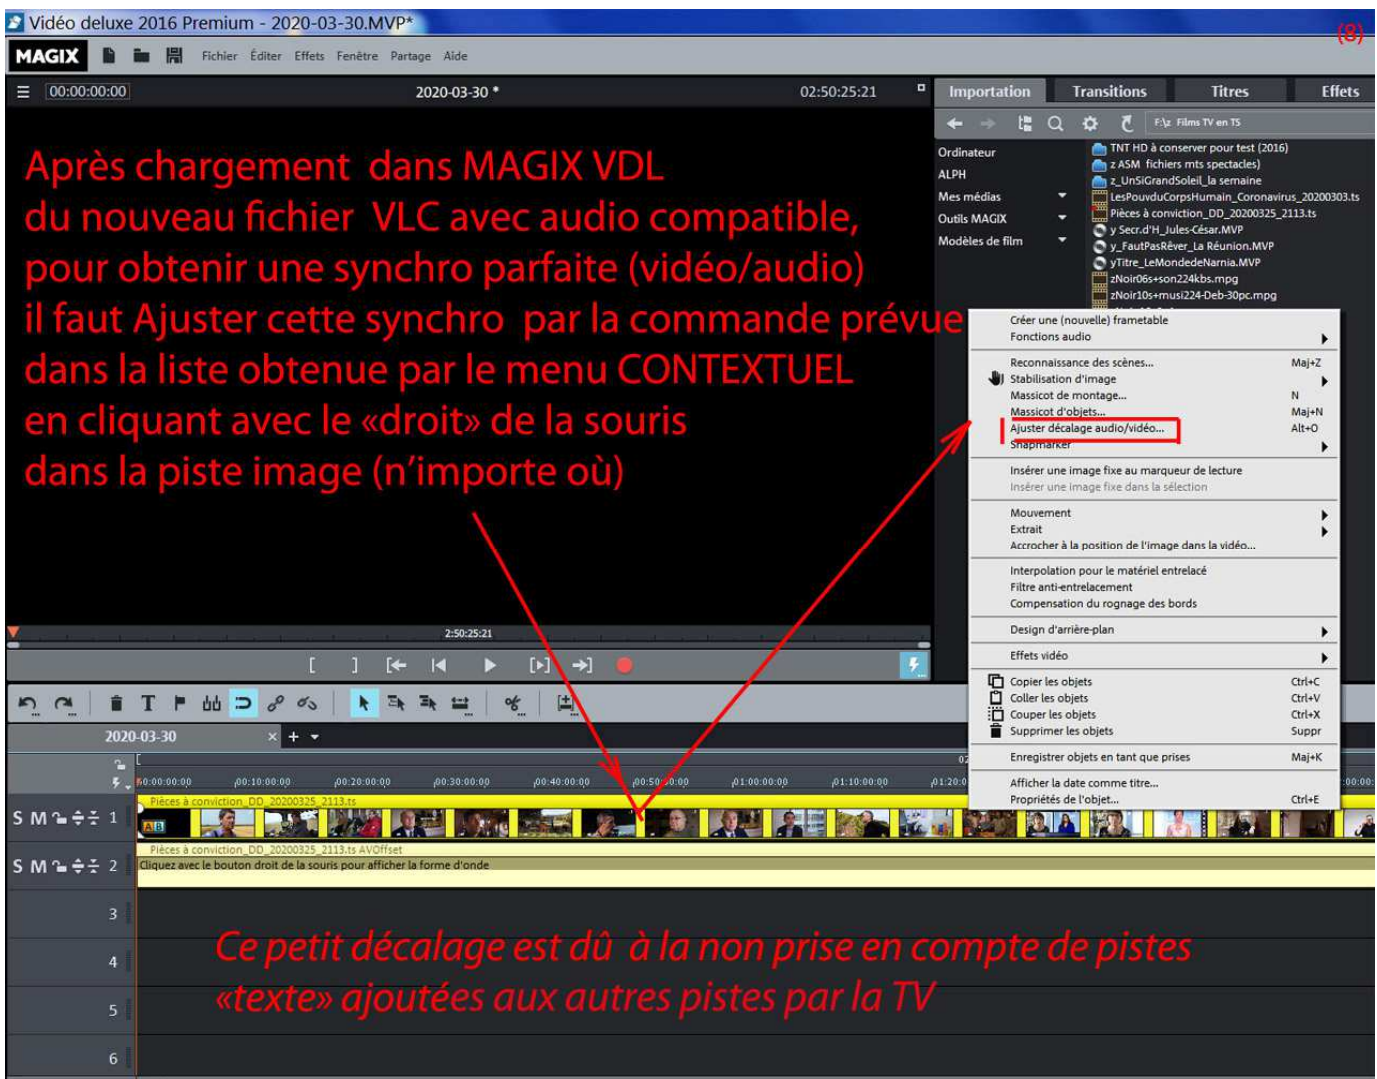 Vidéo deluxe 2016 Premium - 2020-03-30.MVP*
(8)
MAGIX Fichier Éditer Effets Fenêtre Partage Aide
00:00:00:00 2020-03-30 * 02:50:25:21
Importation Transitions Titres Effets
F:\z Films TV en TS
Ordinateur
ALPH
Mes médias
Outils MAGIX
Modèles de film
TNT HD à conserver pour test (2016)
z ASM fichiers mts spectacles)
z_UnSiGrandSoleil_la semaine
LesPouvduCorpsHumain_Coronavirus_20200303.ts
Pièces à conviction_DD_20200325_2113.ts
y Secr.d'H_Jules-César.MVP
y_FautPasRêver_La Réunion.MVP
yTitre_LeMondedeNarnia.MVP
zNoir06s+son224kbs.mpg
zNoir10s+musi224-Deb-30pc.mpg
Après chargement dans MAGIX VDL
du nouveau fichier VLC avec audio compatible,
pour obtenir une synchro parfaite (vidéo/audio)
il faut Ajuster cette synchro par la commande prévue
dans la liste obtenue par le menu CONTEXTUEL
en cliquant avec le «droit» de la souris
dans la piste image (n'importe où)
Créer une (nouvelle) frametable
Fonctions audio
Reconnaissance des scènes... Maj+Z
Stabilisation d'image
Massicot de montage... N
Massicot d'objets... Maj+N
Ajuster décalage audio/vidéo... Alt+O
Snapmarker
Insérer une image fixe au marqueur de lecture
Insérer une image fixe dans la sélection
Mouvement
Extrait
Accrocher à la position de l'image dans la vidéo...
Interpolation pour le matériel entrelacé
Filtre anti-entrelacement
Compensation du rognage des bords
Design d'arrière-plan
Effets vidéo
Copier les objets Ctrl+C
Coller les objets Ctrl+V
Couper les objets Ctrl+X
Supprimer les objets Suppr
Enregistrer objets en tant que prises Maj+K
Afficher la date comme titre...
Propriétés de l'objet... Ctrl+E
2:50:25:21
2020-03-30 × +
00:00:00:00 00:10:00:00 00:20:00:00 00:30:00:00 00:40:00:00 00:50:00:00 01:00:00:00 01:10:00:00
S M 1
Pièces à conviction_DD_20200325_2113.ts
AB
S M 2
Pièces à conviction_DD_20200325_2113.ts AVOffset
Cliquez avec le bouton droit de la souris pour afficher la forme d'onde
3
4
5
6
Ce petit décalage est dû à la non prise en compte de pistes
«texte» ajoutées aux autres pistes par la TV